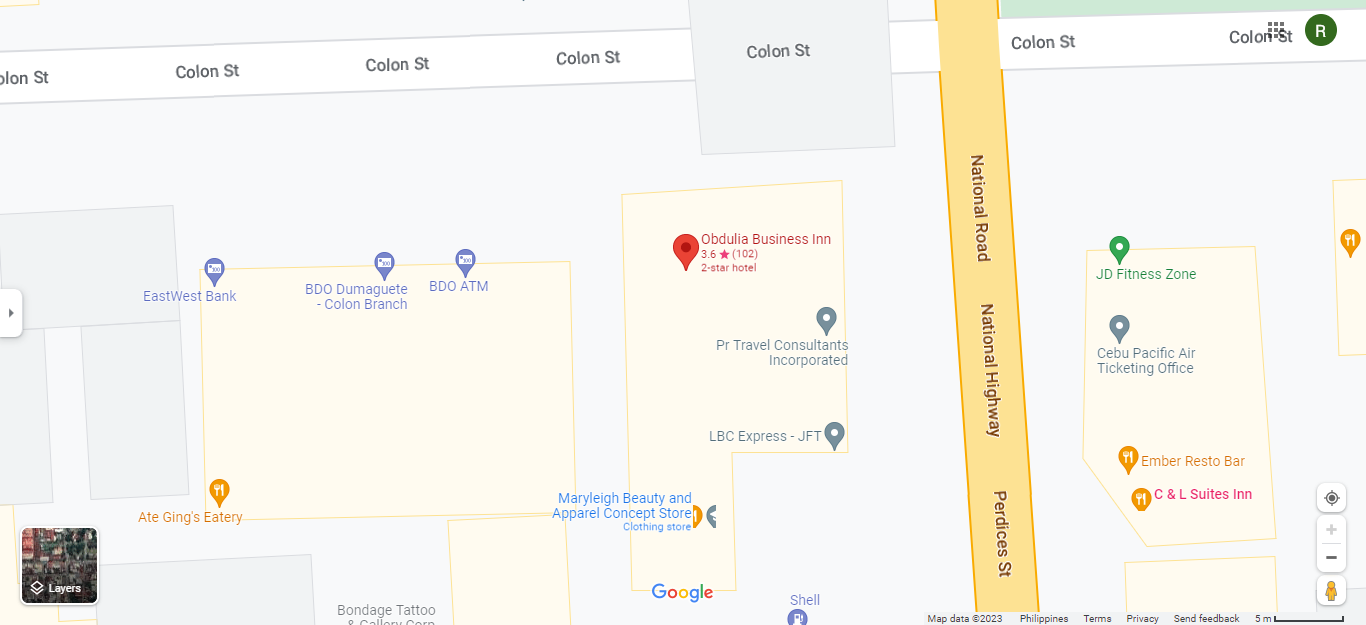 Colon St
Colon St
Colon St
Colon St
Colon St
Colon St
olon St
R
National Road
Obdulia Business Inn
3.6 ★ (102)
2-star hotel
JD Fitness Zone
BDO Dumaguete
- Colon Branch
BDO ATM
EastWest Bank
National Highway
Pr Travel Consultants
Incorporated
Cebu Pacific Air
Ticketing Office
LBC Express - JFT
Ember Resto Bar
C & L Suites Inn
Maryleigh Beauty and
Apparel Concept Store
Clothing store
Ate Ging's Eatery
Perdices St
Layers
Google
Shell
Bondage Tattoo
& Gallery Corp
Map data ©2023
Philippines
Terms
Privacy
Send feedback
5 m